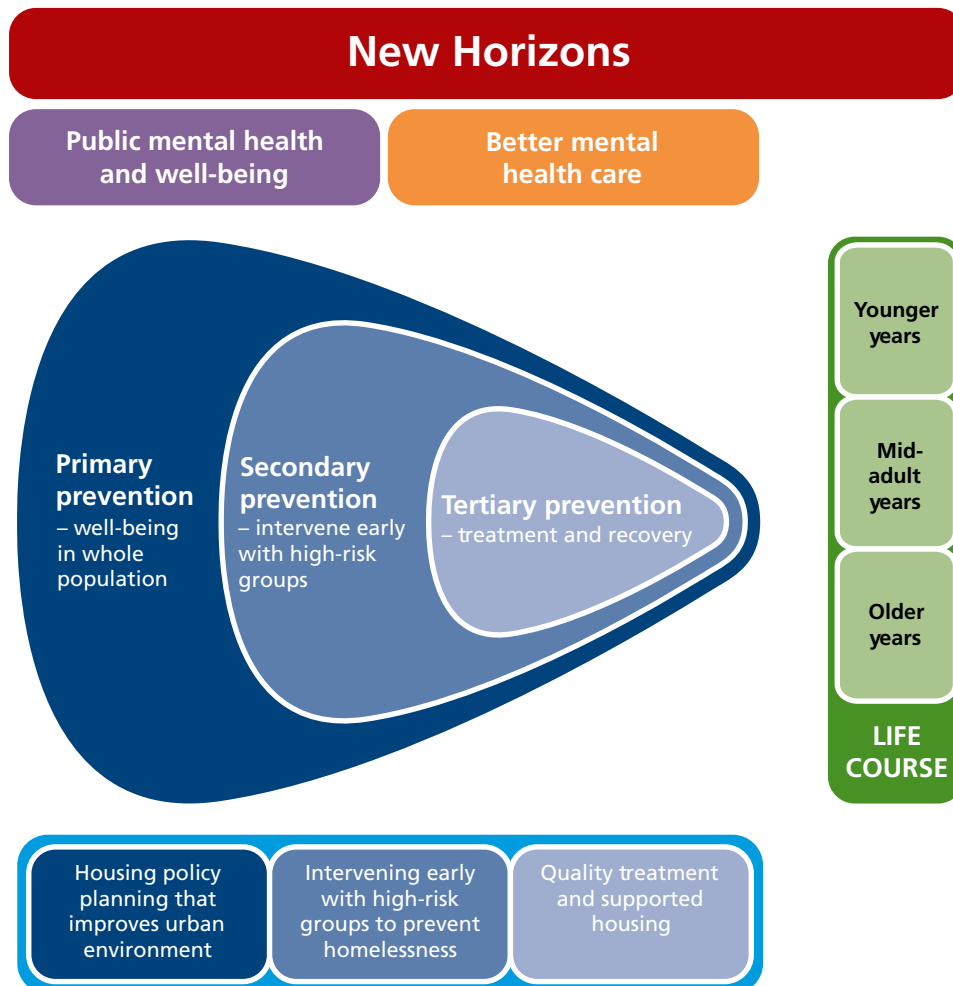 New Horizons
Public mental health
and well-being
Better mental
health care
Primary
prevention
– well-being
in whole
population
Secondary
prevention
– intervene early
with high-risk
groups
Tertiary prevention
– treatment and recovery
Younger
years
Mid-
adult
years
Older
years
LIFE
COURSE
Housing policy
planning that
improves urban
environment
Intervening early
with high-risk
groups to prevent
homelessness
Quality treatment
and supported
housing